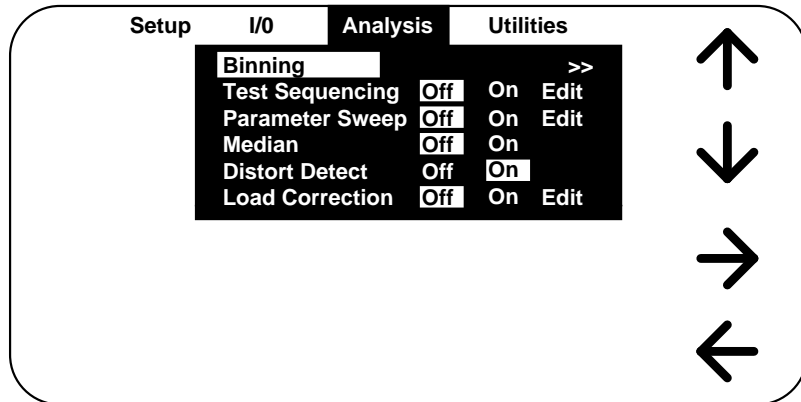 Setup I/0 Analysis Utilities
Binning >>
Test Sequencing Off On Edit
Parameter Sweep Off On Edit
Median Off On
Distort Detect Off On
Load Correction Off On Edit